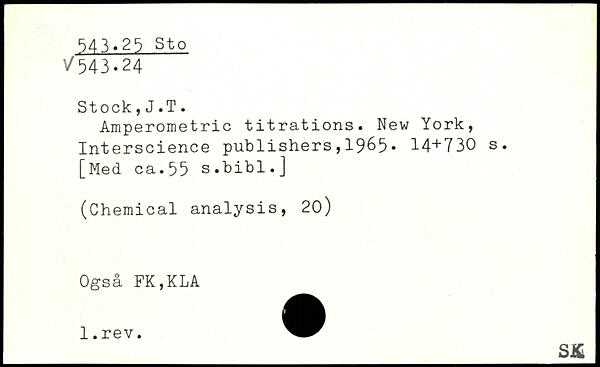 543.25 Sto
√543.24
Stock,J.T.
Amperometric titrations. New York,
Interscience publishers,1965. 14+730 s.
[Med ca.55 s.bibl.]
(Chemical analysis, 20)
Også FK,KLA
1.rev.
SK